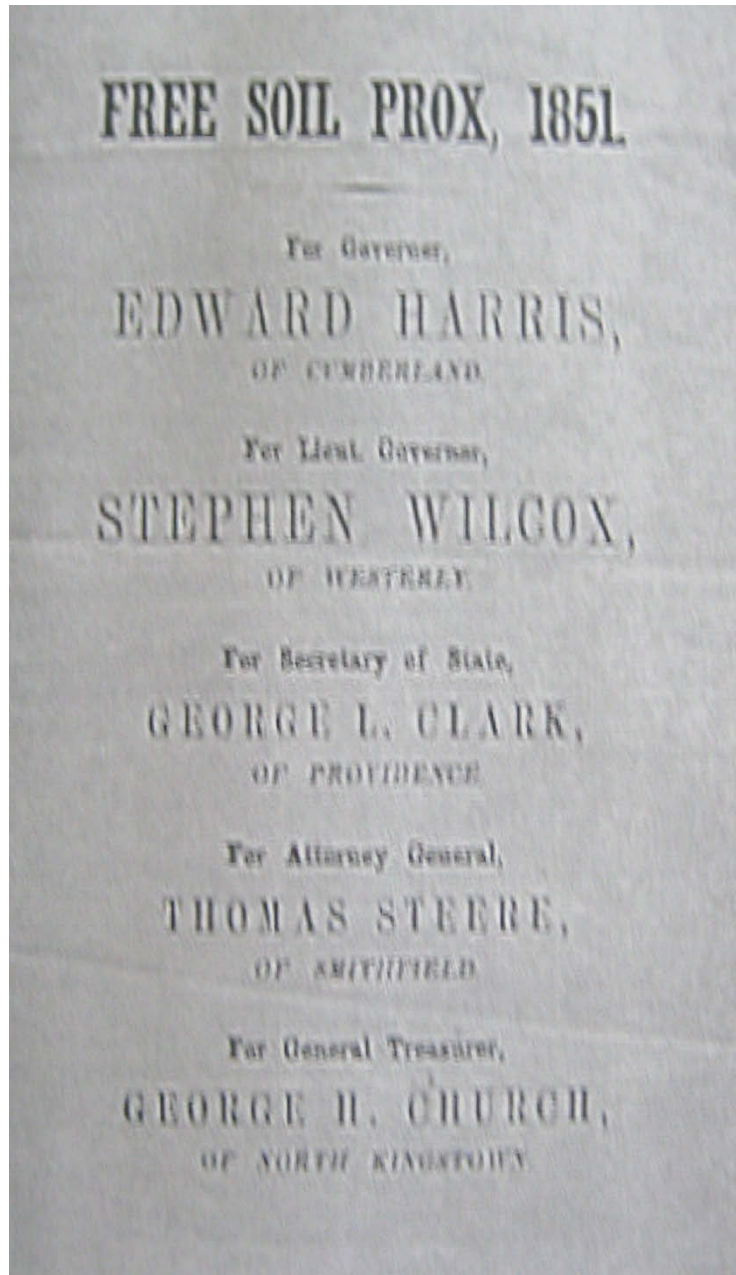 FREE SOIL PROX, 1851.
For Governor,
EDWARD HARRIS,
OF CUMBERLAND.
For Lieut. Governor,
STEPHEN WILCOX,
OF WESTERLY.
For Secretary of State,
GEORGE L. CLARK,
OF PROVIDENCE.
For Attorney General,
THOMAS STEERE,
OF SMITHFIELD.
For General Treasurer,
GEORGE H. CHURCH,
OF NORTH KINGSTOWN.